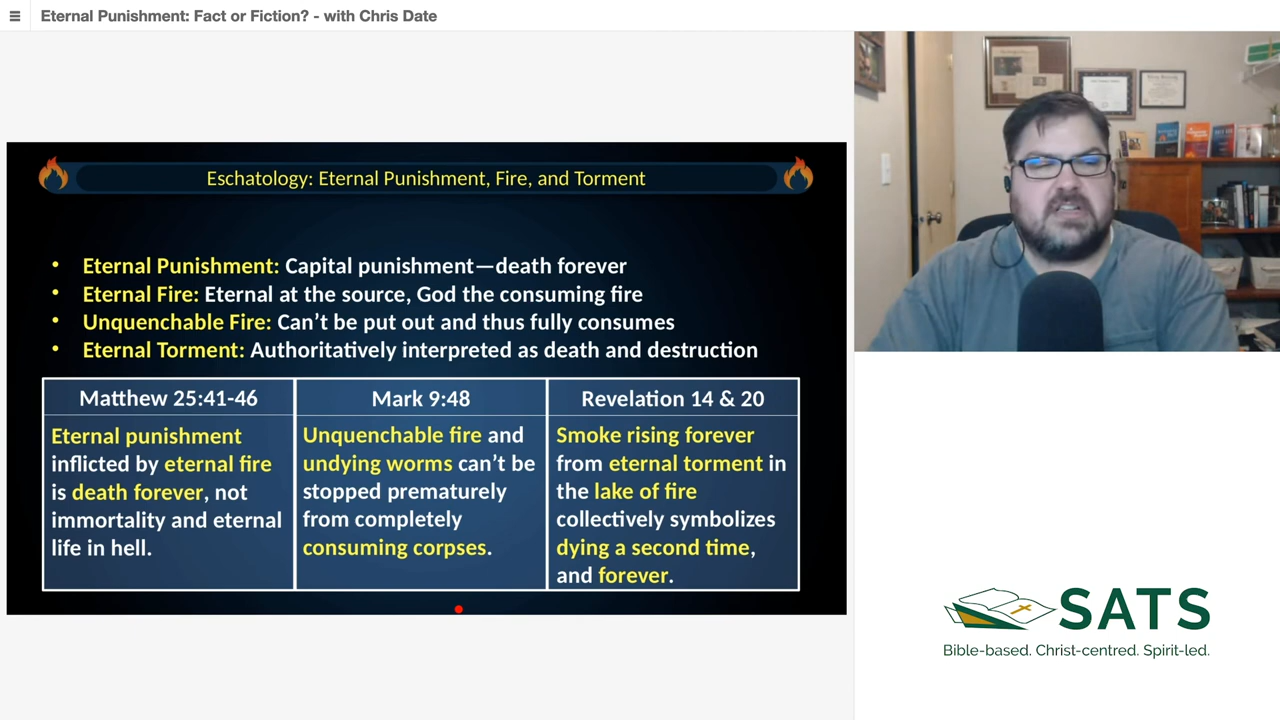 Eternal Punishment: Fact or Fiction? - with Chris Date
Eschatology: Eternal Punishment, Fire, and Torment
• Eternal Punishment: Capital punishment—death forever
• Eternal Fire: Eternal at the source, God the consuming fire
• Unquenchable Fire: Can’t be put out and thus fully consumes
• Eternal Torment: Authoritatively interpreted as death and destruction
Matthew 25:41-46
Eternal punishment
inflicted by eternal fire
is death forever, not
immortality and eternal
life in hell.
Mark 9:48
Unquenchable fire and
undying worms can’t be
stopped prematurely
from completely
consuming corpses.
Revelation 14 & 20
Smoke rising forever
from eternal torment in
the lake of fire
collectively symbolizes
dying a second time,
and forever.
SATS
Bible-based. Christ-centred. Spirit-led.